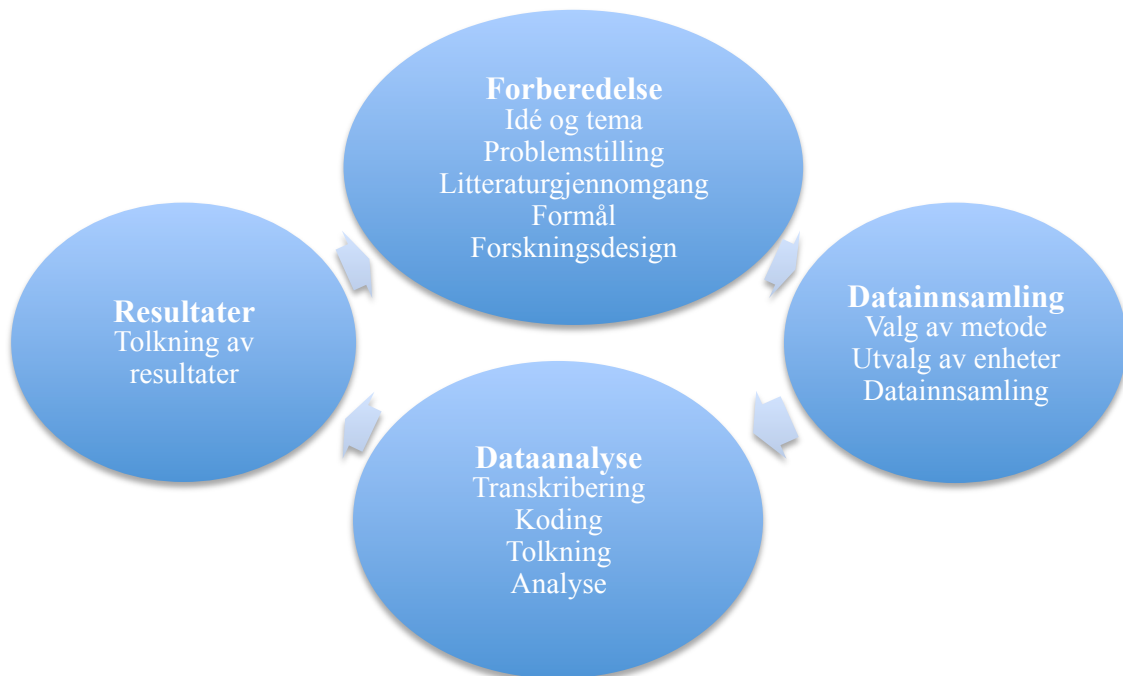 Forberedelse
Idé og tema
Problemstilling
Litteraturgjennomgang
Formål
Forskningsdesign
Datainnsamling
Valg av metode
Utvalg av enheter
Datainnsamling
Dataanalyse
Transkribering
Koding
Tolkning
Analyse
Resultater
Tolkning av
resultater